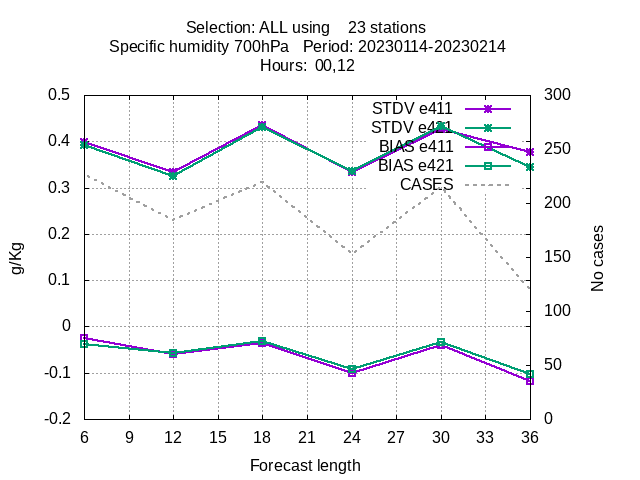 Selection: ALL using 23 stations
Specific humidity 700hPa Period: 20230114-20230214
Hours: 00,12
0.5
0.4
0.3
0.2
0.1
0
-0.1
-0.2
g/Kg
STDV e411
STDV e421
BIAS e411
BIAS e421
CASES
300
250
200
150
100
50
0
No cases
6 9 12 15 18 21 24 27 30 33 36
Forecast length